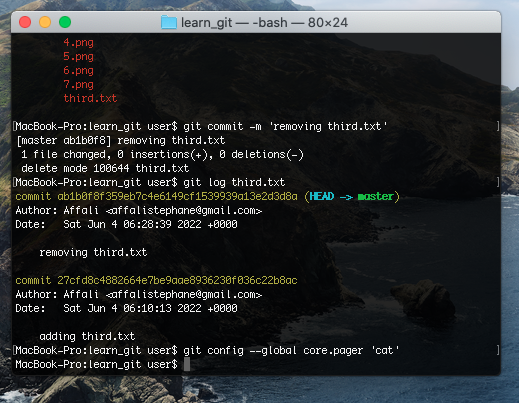 learn_git — -bash — 80×24
4.png
5.png
6.png
7.png
third.txt
[MacBook-Pro:learn_git user$ git commit -m 'removing third.txt' ]
[master ab1b0f8] removing third.txt
1 file changed, 0 insertions(+), 0 deletions(-)
delete mode 100644 third.txt
[MacBook-Pro:learn_git user$ git log third.txt ]
commit ab1b0f8f359eb7c4e6149cf1539939a13e2d3d8a (HEAD -> master)
Author: Affali <affalistephane@gmail.com>
Date: Sat Jun 4 06:28:39 2022 +0000
removing third.txt
commit 27cfd8c4882664e7be9aae8936230f036c22b8ac
Author: Affali <affalistephane@gmail.com>
Date: Sat Jun 4 06:10:13 2022 +0000
adding third.txt
[MacBook-Pro:learn_git user$ git config --global core.pager 'cat' ]
MacBook-Pro:learn_git user$